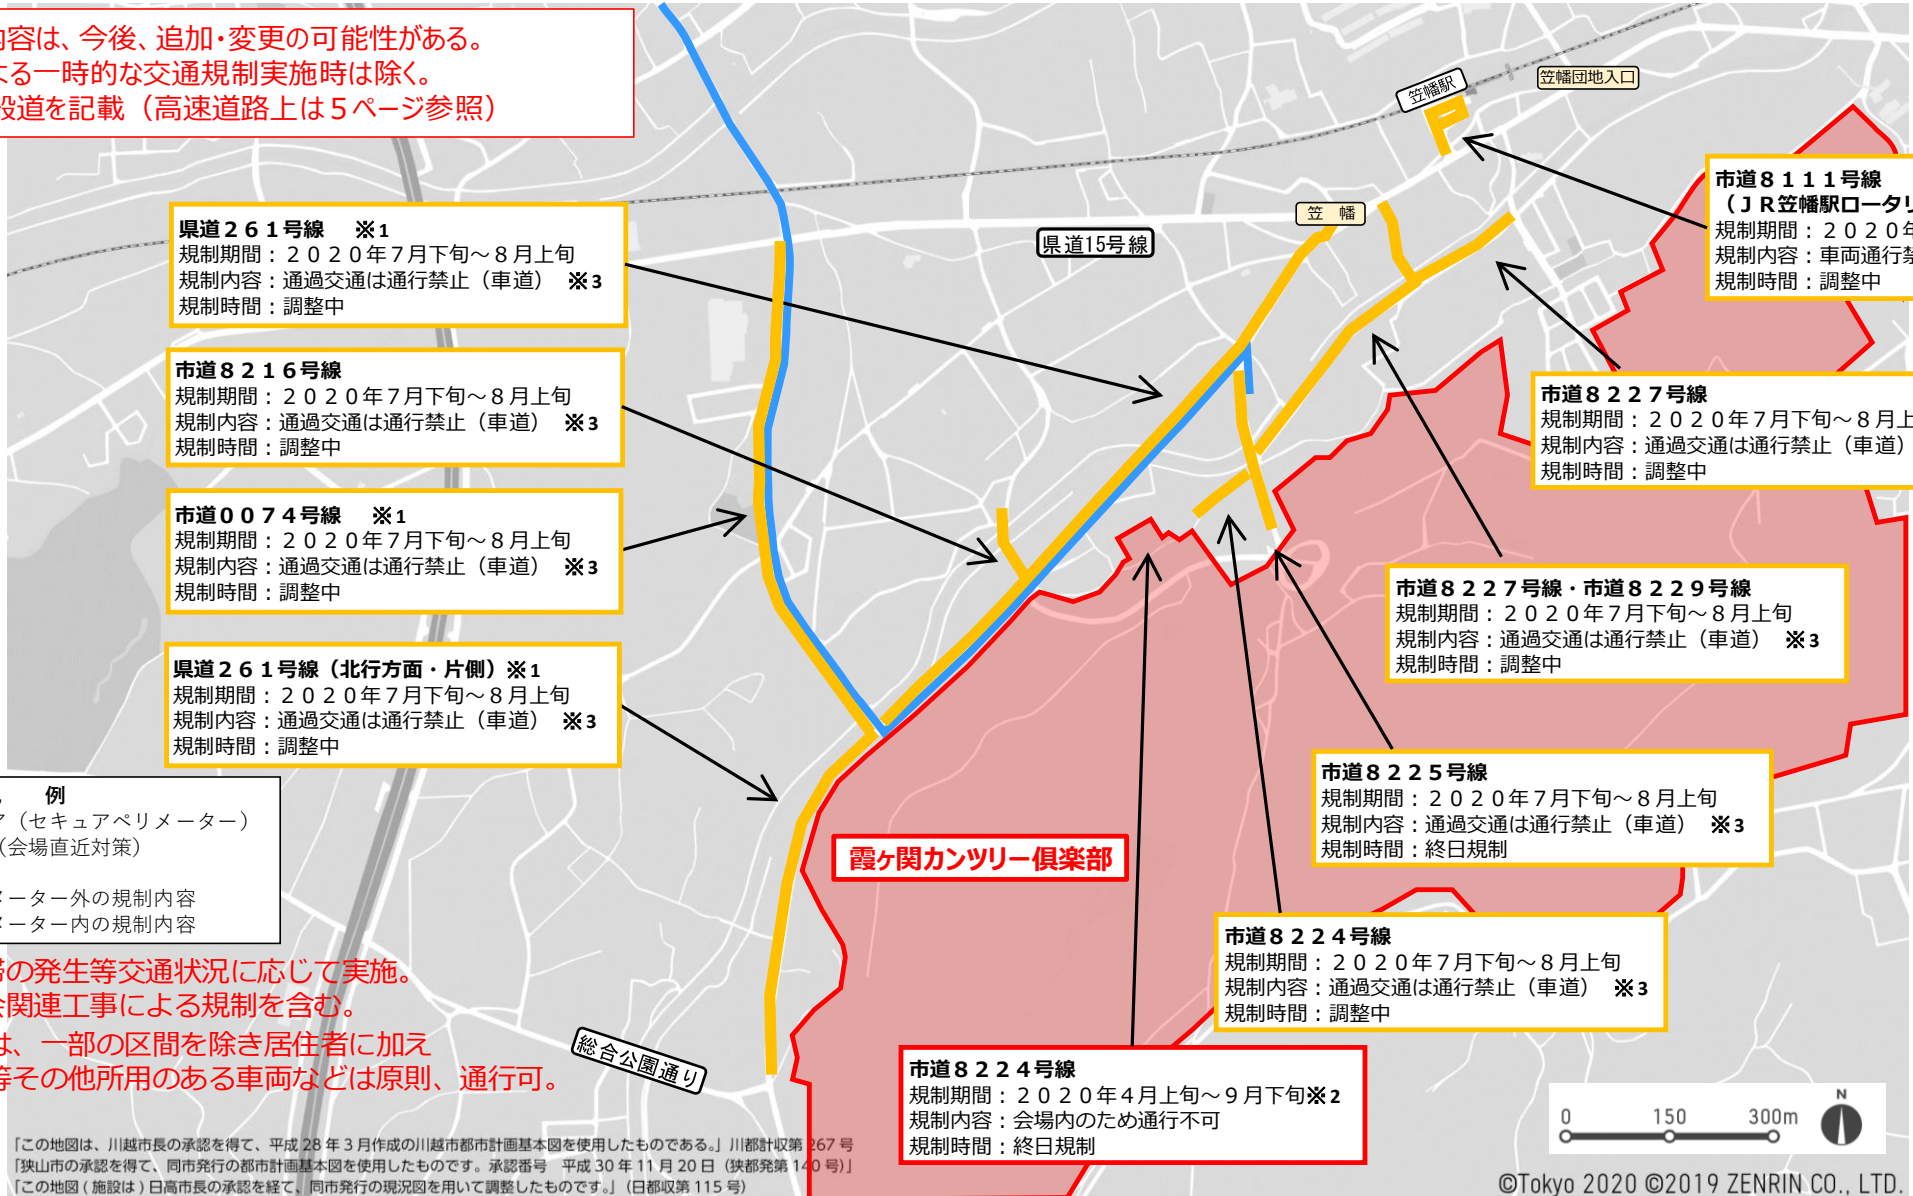 内容は、今後、追加・変更の可能性がある。
よる一時的な交通規制実施時は除く。
般道を記載（高速道路上は５ページ参照）
笠幡駅
笠幡団地入口
笠　幡
県道15号線
市道８１１１号線
（ＪＲ笠幡駅ロータリ
規制期間：２０２０年
規制内容：車両通行禁
規制時間：調整中
県道２６１号線　※1
規制期間：２０２０年７月下旬～８月上旬
規制内容：通過交通は通行禁止（車道）　※3
規制時間：調整中
市道８２１６号線
規制期間：２０２０年７月下旬～８月上旬
規制内容：通過交通は通行禁止（車道）　※3
規制時間：調整中
市道８２２７号線
規制期間：２０２０年７月下旬～８月上
規制内容：通過交通は通行禁止（車道）
規制時間：調整中
市道００７４号線　※1
規制期間：２０２０年７月下旬～８月上旬
規制内容：通過交通は通行禁止（車道）　※3
規制時間：調整中
市道８２２７号線・市道８２２９号線
規制期間：２０２０年７月下旬～８月上旬
規制内容：通過交通は通行禁止（車道）　※3
規制時間：調整中
県道２６１号線（北行方面・片側）※1
規制期間：２０２０年７月下旬～８月上旬
規制内容：通過交通は通行禁止（車道）　※3
規制時間：調整中
市道８２２５号線
規制期間：２０２０年７月下旬～８月上旬
規制内容：通過交通は通行禁止（車道）　※3
規制時間：終日規制
例
ア（セキュアペリメーター）
（会場直近対策）
メーター外の規制内容
メーター内の規制内容
霞ヶ関カンツリー倶楽部
市道８２２４号線
規制期間：２０２０年７月下旬～８月上旬
規制内容：通過交通は通行禁止（車道）　※3
規制時間：調整中
の発生等交通状況に応じて実施。
会関連工事による規制を含む。
は、一部の区間を除き居住者に加え
等その他所用のある車両などは原則、通行可。
総合公園通り
市道８２２４号線
規制期間：２０２０年４月上旬～９月下旬※2
規制内容：会場内のため通行不可
規制時間：終日規制
0 150 300m
N
「この地図は、川越市長の承認を得て、平成 28 年 3 月作成の川越市都市計画基本図を使用したものである。」川都計収第 267 号
「狭山市の承認を得て、同市発行の都市計画基本図を使用したものです。承認番号　平成 30 年 11 月 20 日（狭都発第 140 号）」
「この地図 ( 施設は ) 日高市長の承認を経て、同市発行の現況図を用いて調整したものです。」（日都収第 115 号）
©Tokyo 2020 ©2019 ZENRIN CO., LTD.